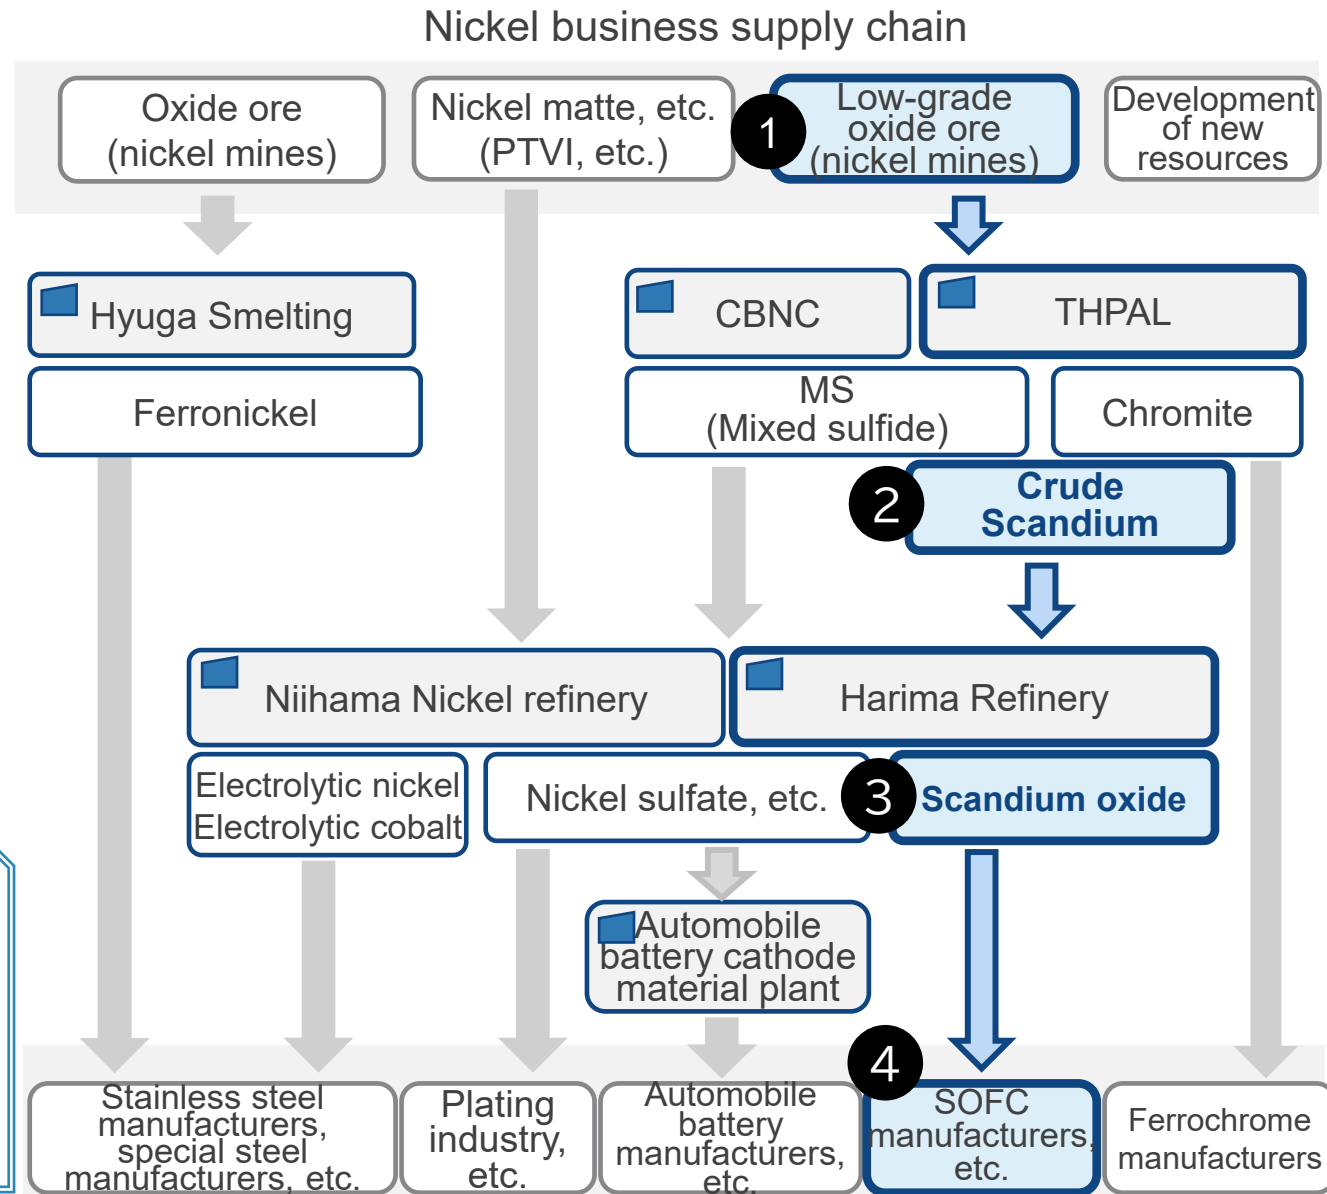 Nickel business supply chain
Oxide ore
(nickel mines)
Nickel matte, etc.
(PTVI, etc.)
1
Low-grade
oxide ore
(nickel mines)
Development
of new
resources
Hyuga Smelting
CBNC
THPAL
Ferronickel
MS
(Mixed sulfide)
Chromite
2
Crude
Scandium
Niihama Nickel refinery
Harima Refinery
Electrolytic nickel
Electrolytic cobalt
Nickel sulfate, etc.
3
Scandium oxide
Automobile
battery cathode
material plant
4
Stainless steel
manufacturers,
special steel
manufacturers, etc.
Plating
industry,
etc.
Automobile
battery
manufacturers,
etc.
SOFC
manufacturers,
etc.
Ferrochrome
manufacturers